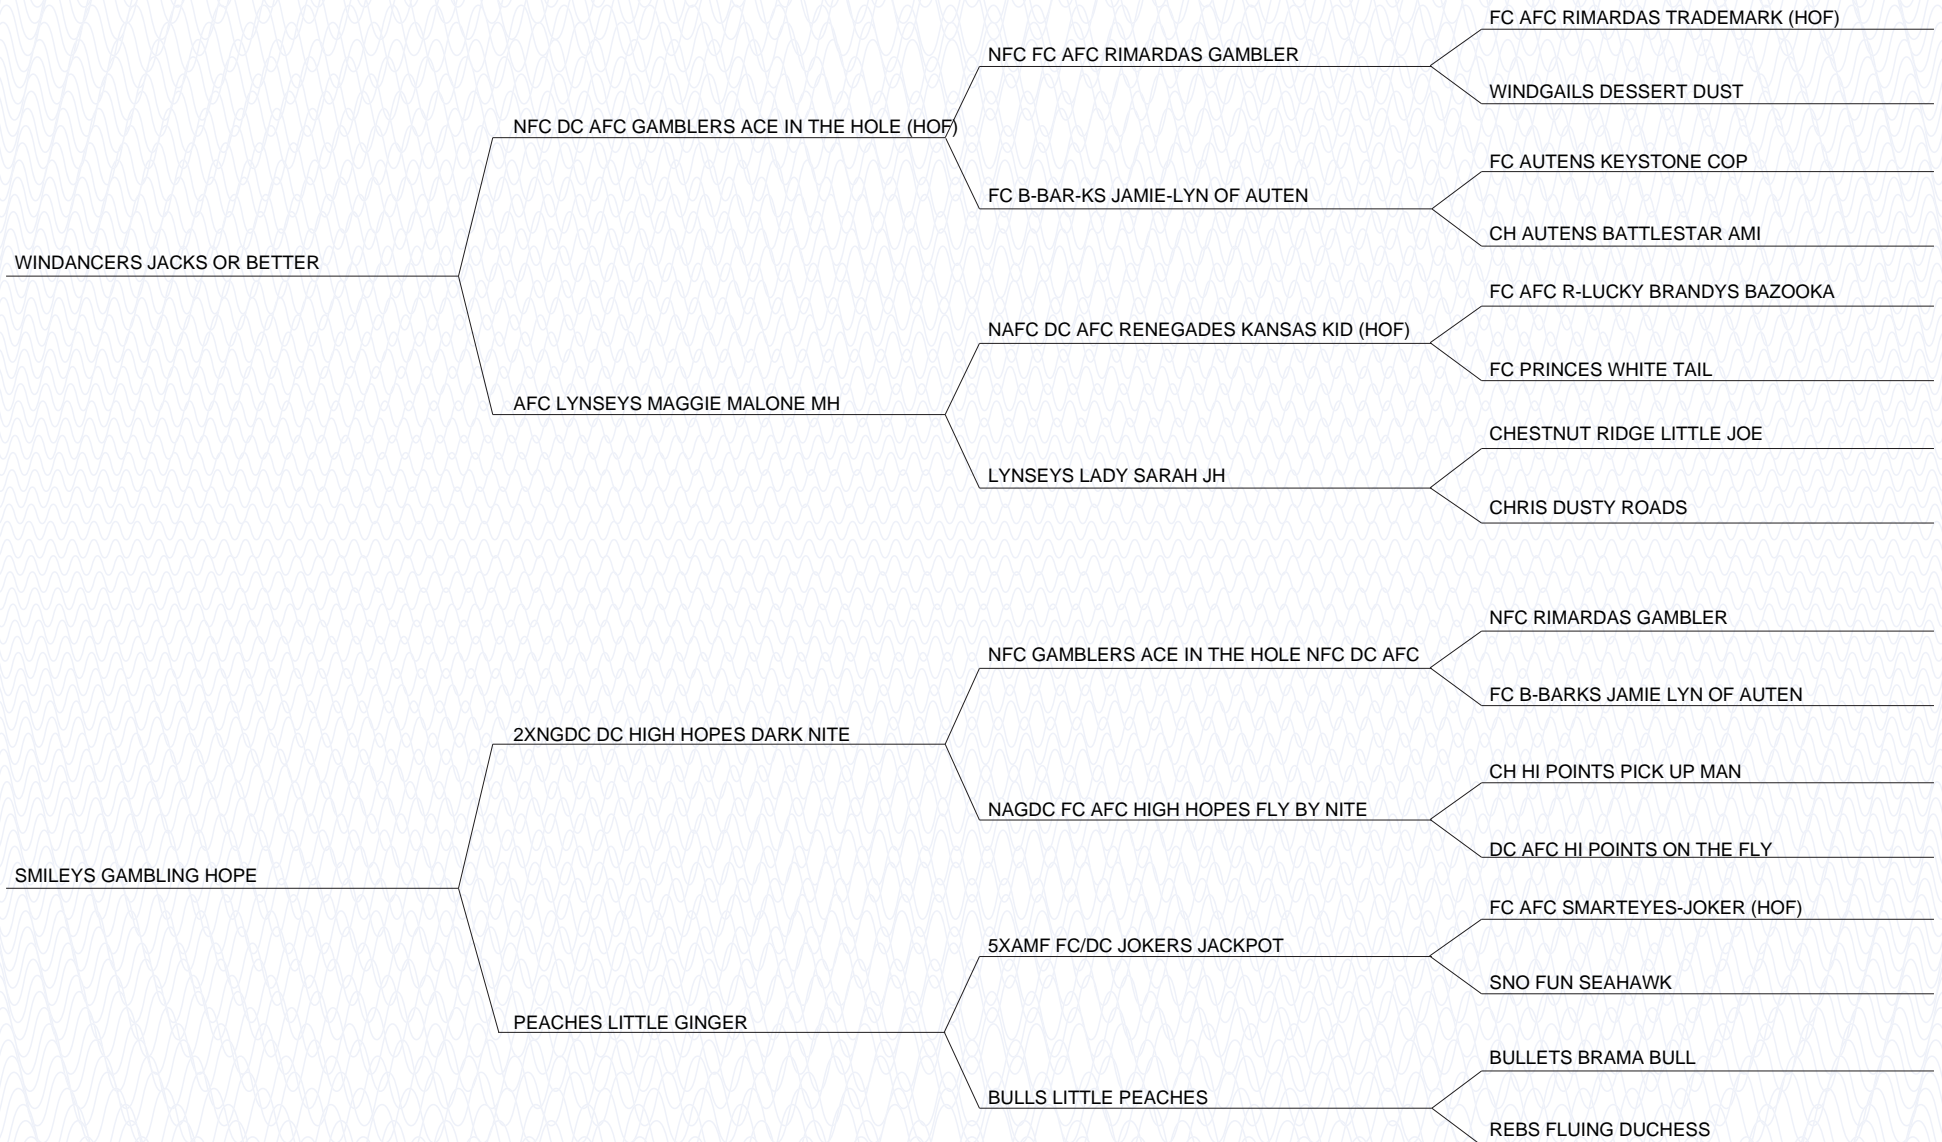 FC AFC RIMARDAS TRADEMARK (HOF)
NFC FC AFC RIMARDAS GAMBLER
WINDGAILS DESSERT DUST
NFC DC AFC GAMBLERS ACE IN THE HOLE (HOF)
FC AUTENS KEYSTONE COP
FC B-BAR-KS JAMIE-LYN OF AUTEN
CH AUTENS BATTLESTAR AMI
WINDANCERS JACKS OR BETTER
FC AFC R-LUCKY BRANDYS BAZOOKA
NAFC DC AFC RENEGADES KANSAS KID (HOF)
FC PRINCES WHITE TAIL
AFC LYNSEYS MAGGIE MALONE MH
CHESTNUT RIDGE LITTLE JOE
LYNSEYS LADY SARAH JH
CHRIS DUSTY ROADS
NFC RIMARDAS GAMBLER
NFC GAMBLERS ACE IN THE HOLE NFC DC AFC
FC B-BARKS JAMIE LYN OF AUTEN
2XNGDC DC HIGH HOPES DARK NITE
CH HI POINTS PICK UP MAN
NAGDC FC AFC HIGH HOPES FLY BY NITE
DC AFC HI POINTS ON THE FLY
SMILEYS GAMBLING HOPE
FC AFC SMARTEYES-JOKER (HOF)
5XAMF FC/DC JOKERS JACKPOT
SNO FUN SEAHAWK
PEACHES LITTLE GINGER
BULLETS BRAMA BULL
BULLS LITTLE PEACHES
REBS FLUING DUCHESS